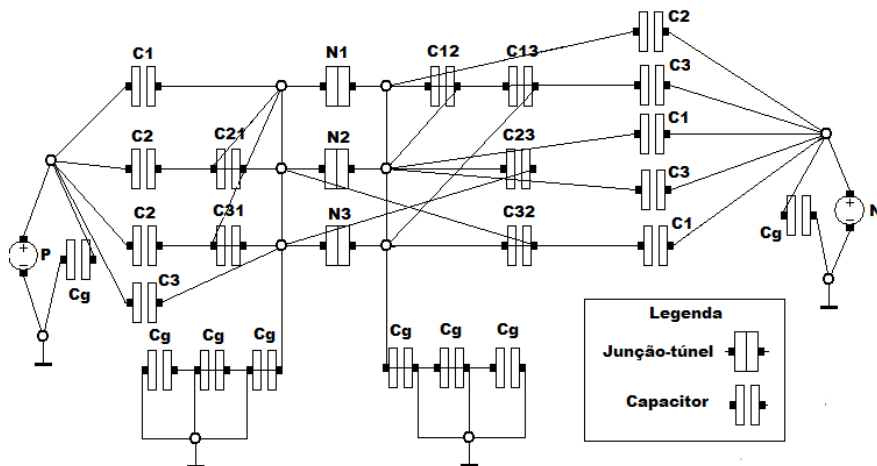 C2
C1 N1 C12 C13
C3
C1
C2 C21 N2 C23
C3
C2 C31 N3 C32 C1
P
N
Cg
Cg
C3
Cg Cg Cg
Cg Cg Cg
Legenda
Junção-túnel
Capacitor